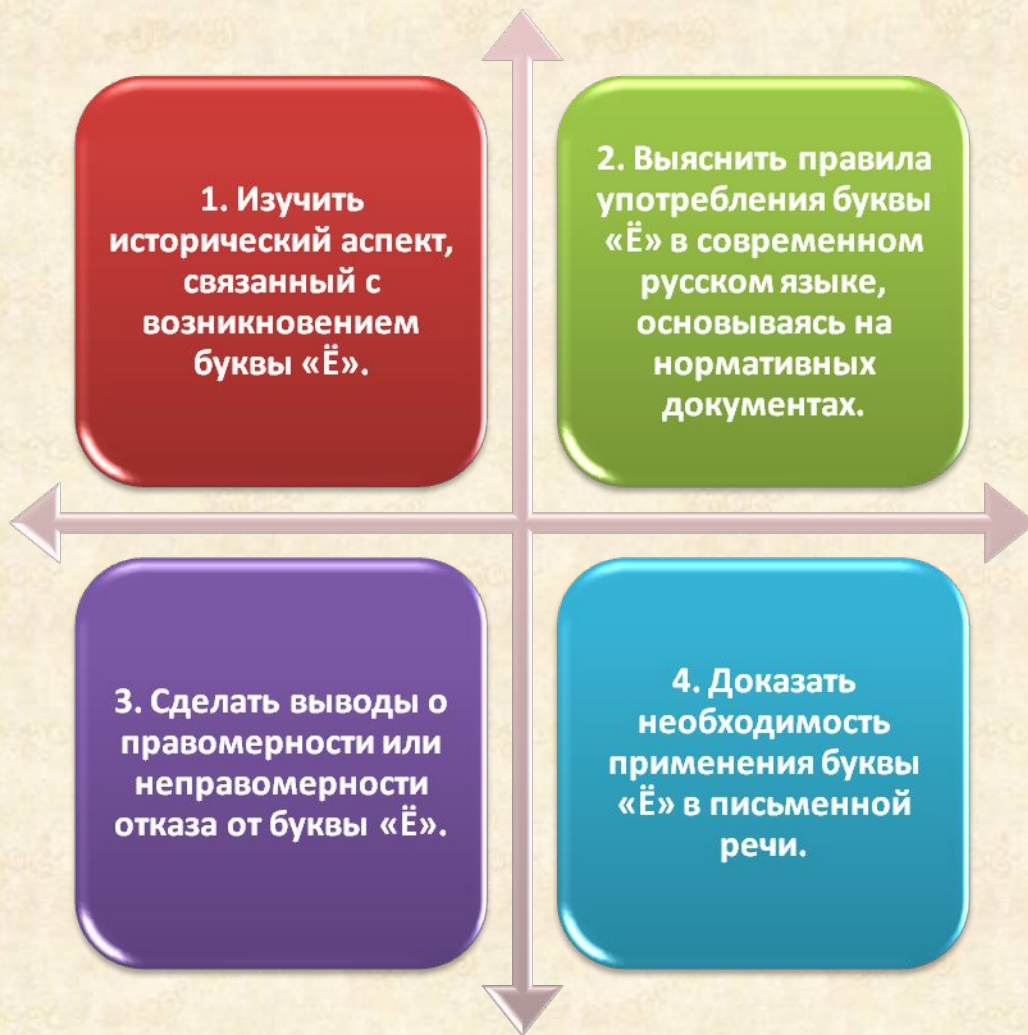 1. Изучить
исторический аспект,
связанный с
возникновением
буквы «Ё».
2. Выяснить правила
употребления буквы
«Ё» в современном
русском языке,
основываясь на
нормативных
документах.
3. Сделать выводы о
правомерности или
неправомерности
отказа от буквы «Ё».
4. Доказать
необходимость
применения буквы
«Ё» в письменной
речи.